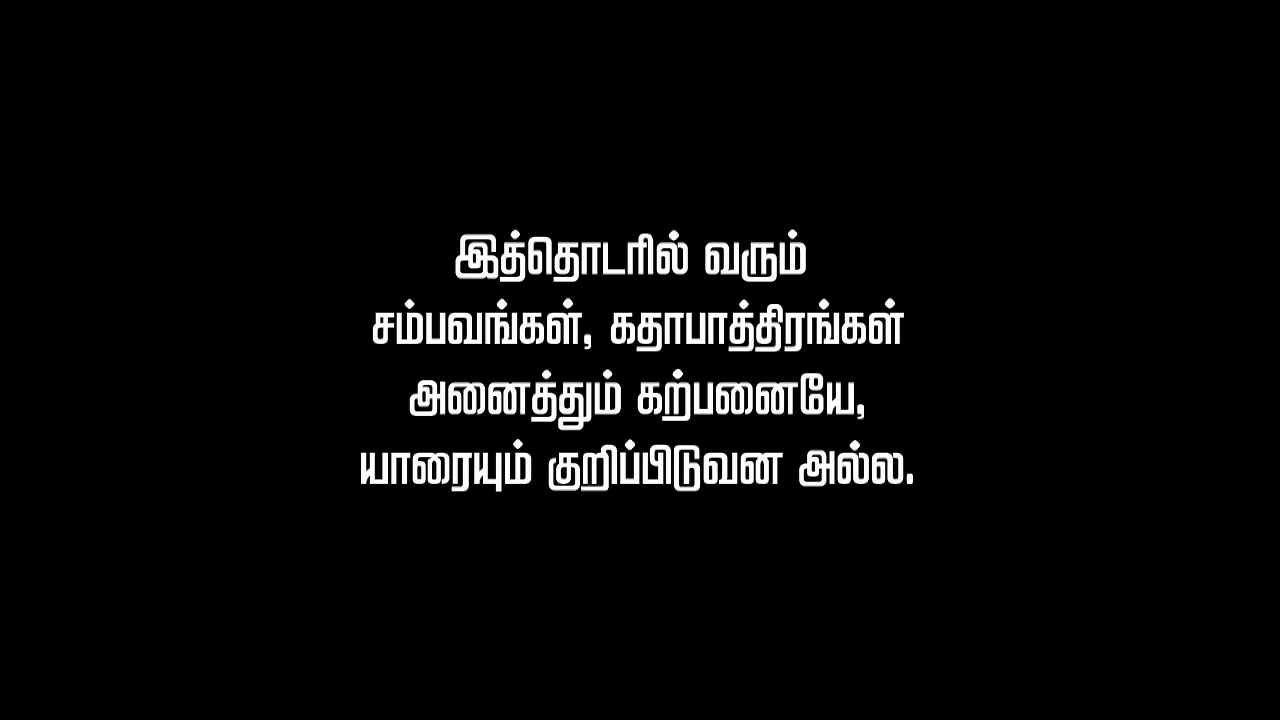 இத்தொடரில் வரும்
சம்பவங்கள், கதாபாத்திரங்கள்
அனைத்தும் கற்பனையே,
யாரையும் குறிப்பிடுவன அல்ல.